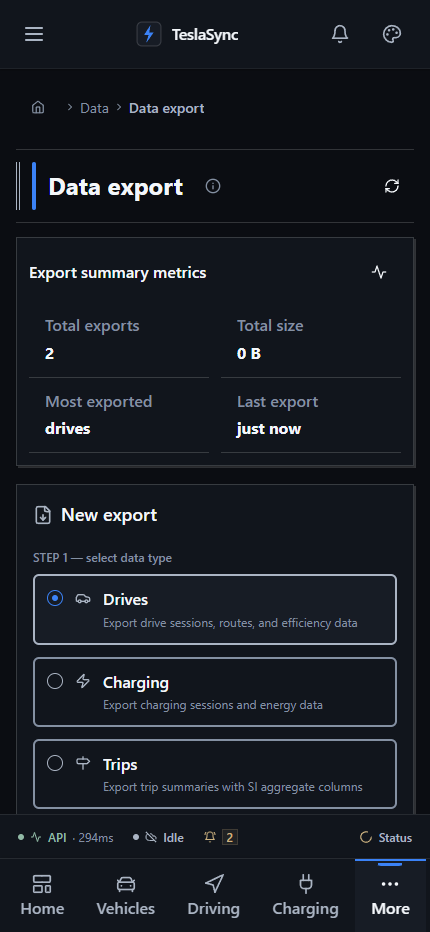 TeslaSync
Data
Data export
Data export
Export summary metrics
Total exports
Total size
2
0 B
Most exported
Last export
drives
just now
New export
STEP 1 — select data type
Drives
Export drive sessions, routes, and efficiency data
Charging
Export charging sessions and energy data
Trips
Export trip summaries with SI aggregate columns
API · 294ms
Idle
2
Status
Home
Vehicles
Driving
Charging
More